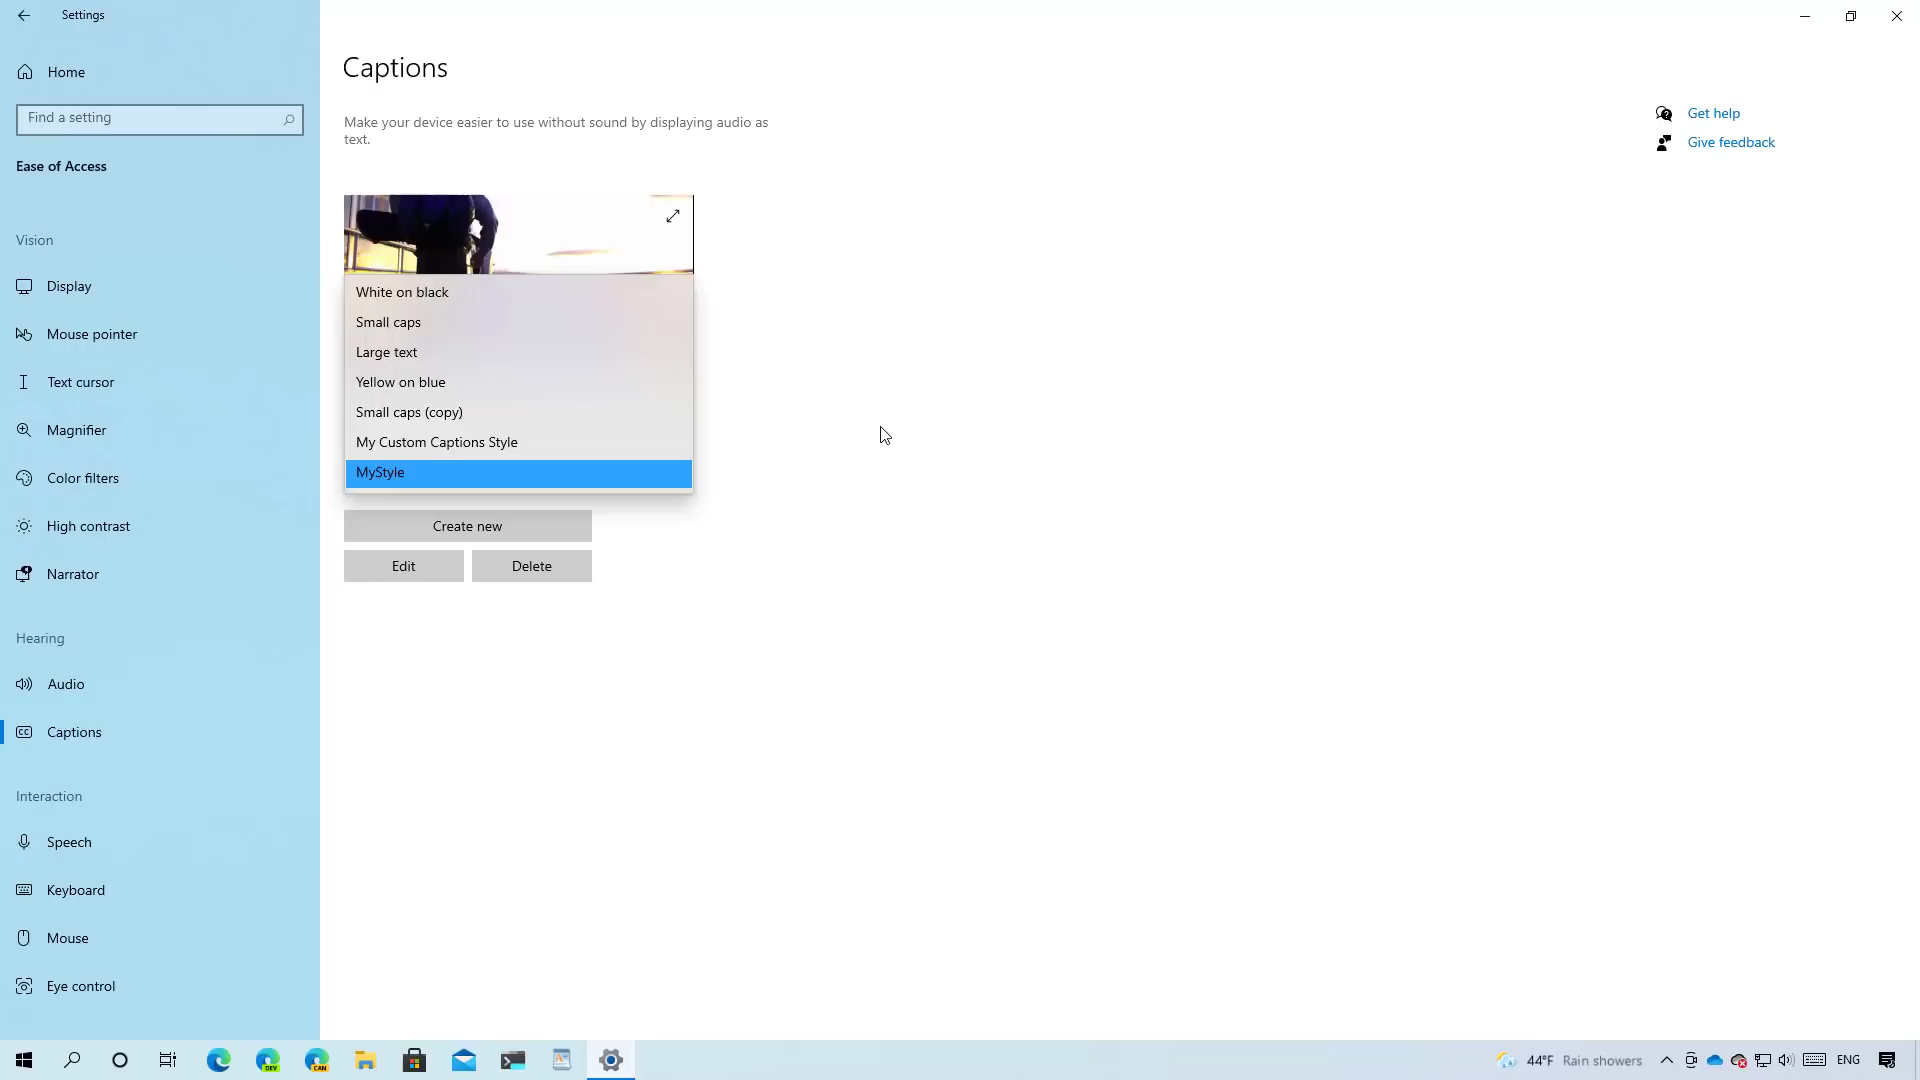 Settings
Home
Find a setting
Ease of Access
Vision
Display
Mouse pointer
Text cursor
Magnifier
Color filters
High contrast
Narrator
Hearing
Audio
Captions
Interaction
Speech
Keyboard
Mouse
Eye control
Captions
Make your device easier to use without sound by displaying audio as
text.
White on black
Small caps
Large text
Yellow on blue
Small caps (copy)
My Custom Captions Style
MyStyle
Create new
Edit Delete
Get help
Give feedback
DEV CAN 44°F Rain showers ENG